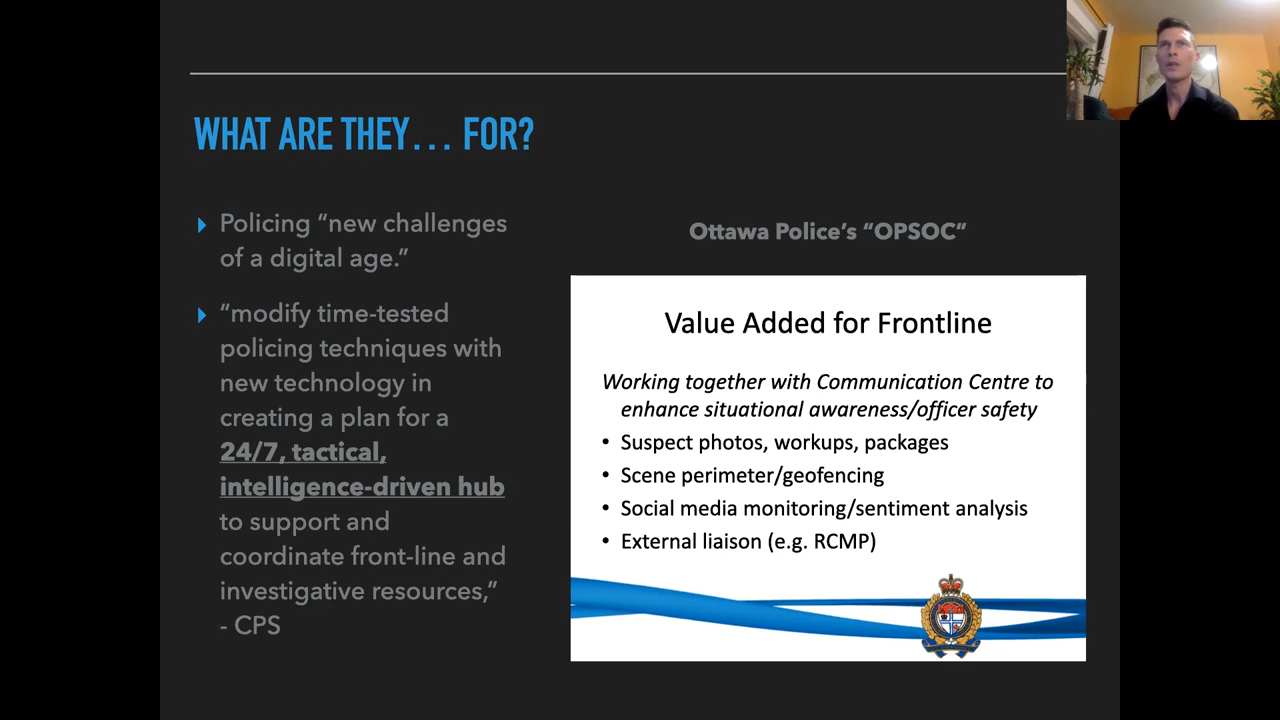 WHAT ARE THEY... FOR?
Policing “new challenges
of a digital age.”
“modify time-tested
policing techniques with
new technology in
creating a plan for a
24/7, tactical,
intelligence-driven hub
to support and
coordinate front-line and
investigative resources,”
- CPS
Ottawa Police’s “OPSOC”
Value Added for Frontline
Working together with Communication Centre to
enhance situational awareness/officer safety
• Suspect photos, workups, packages
• Scene perimeter/geofencing
• Social media monitoring/sentiment analysis
• External liaison (e.g. RCMP)